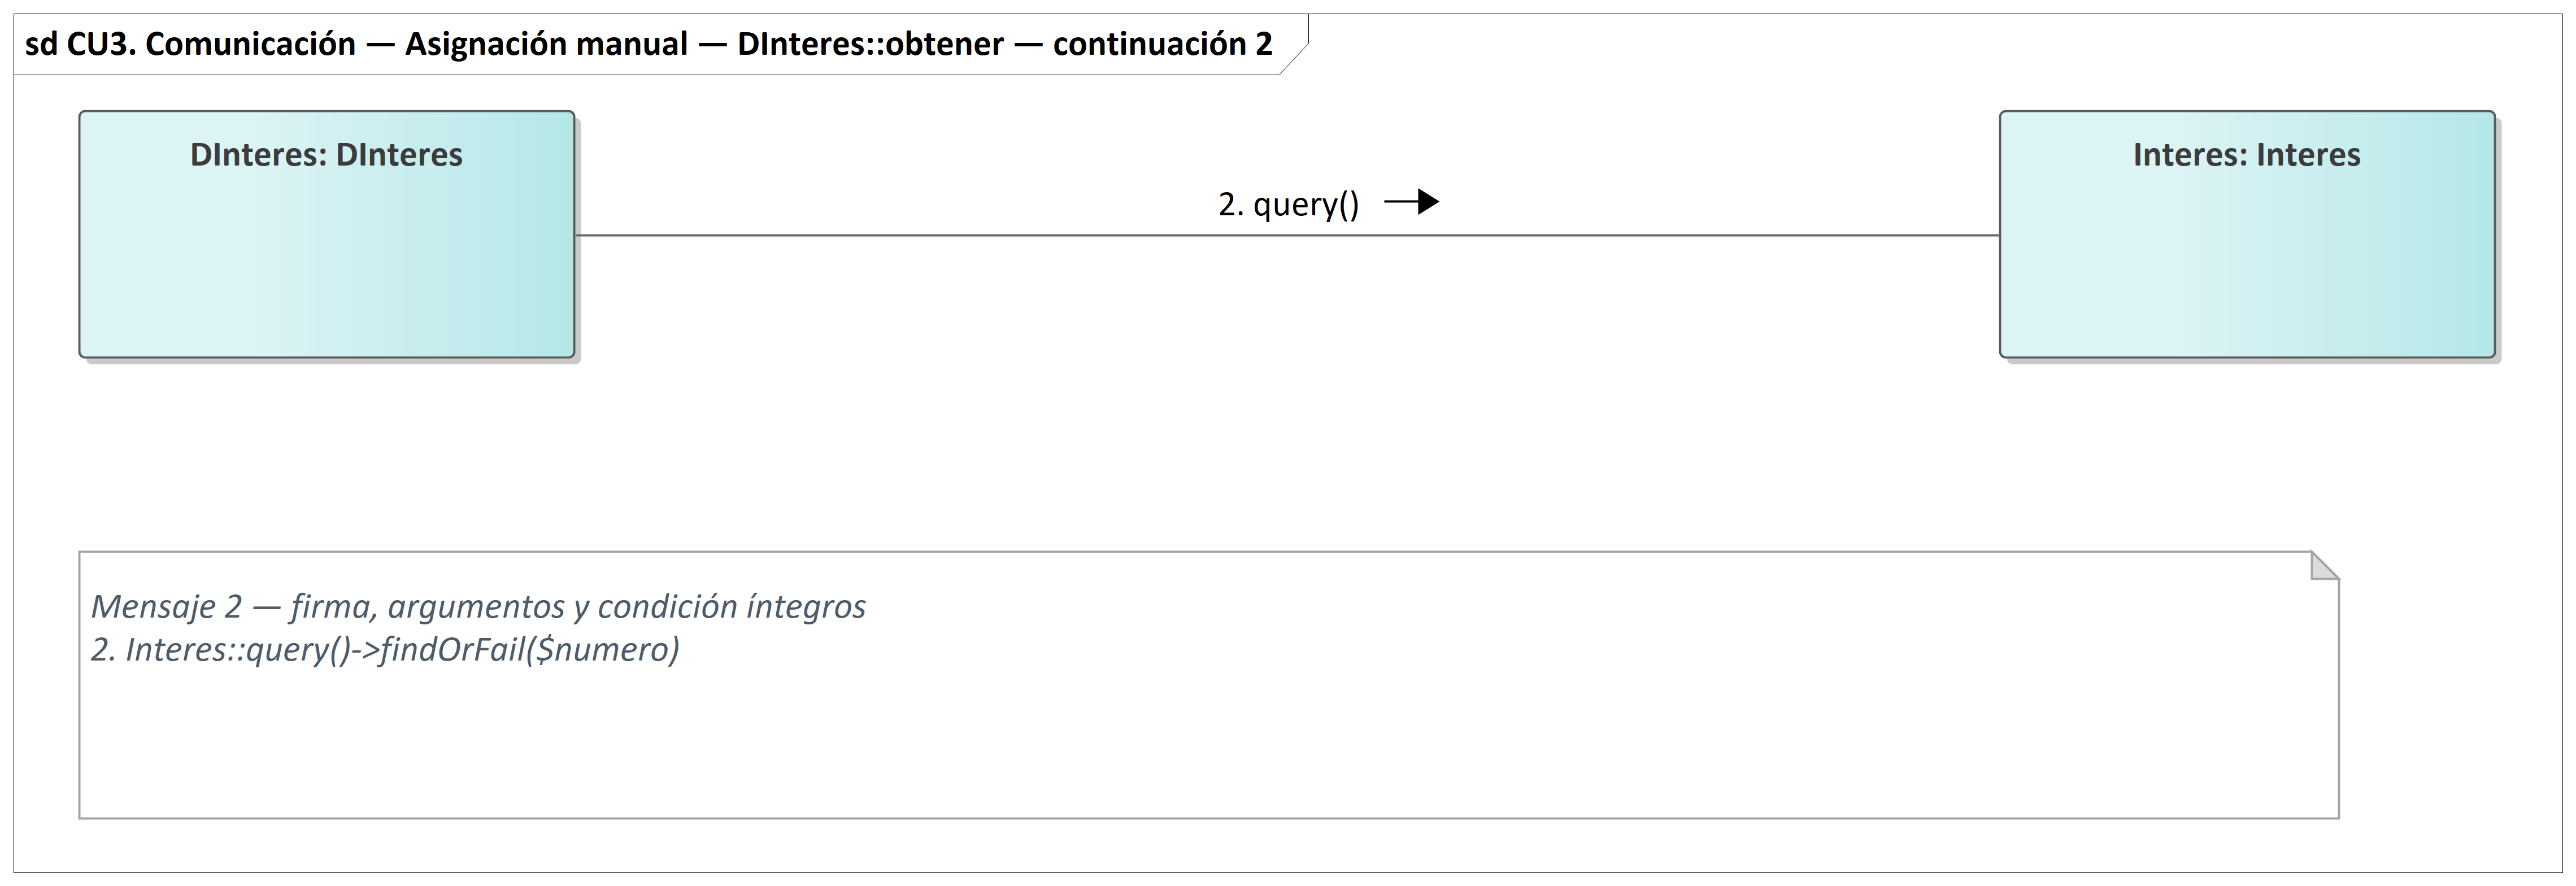 sd CU3. Comunicación — Asignación manual — DInteres::obtener — continuación 2
DInteres: DInteres
Interes: Interes
2. query()
Mensaje 2 — firma, argumentos y condición íntegros
2. Interes::query()->findOrFail($numero)